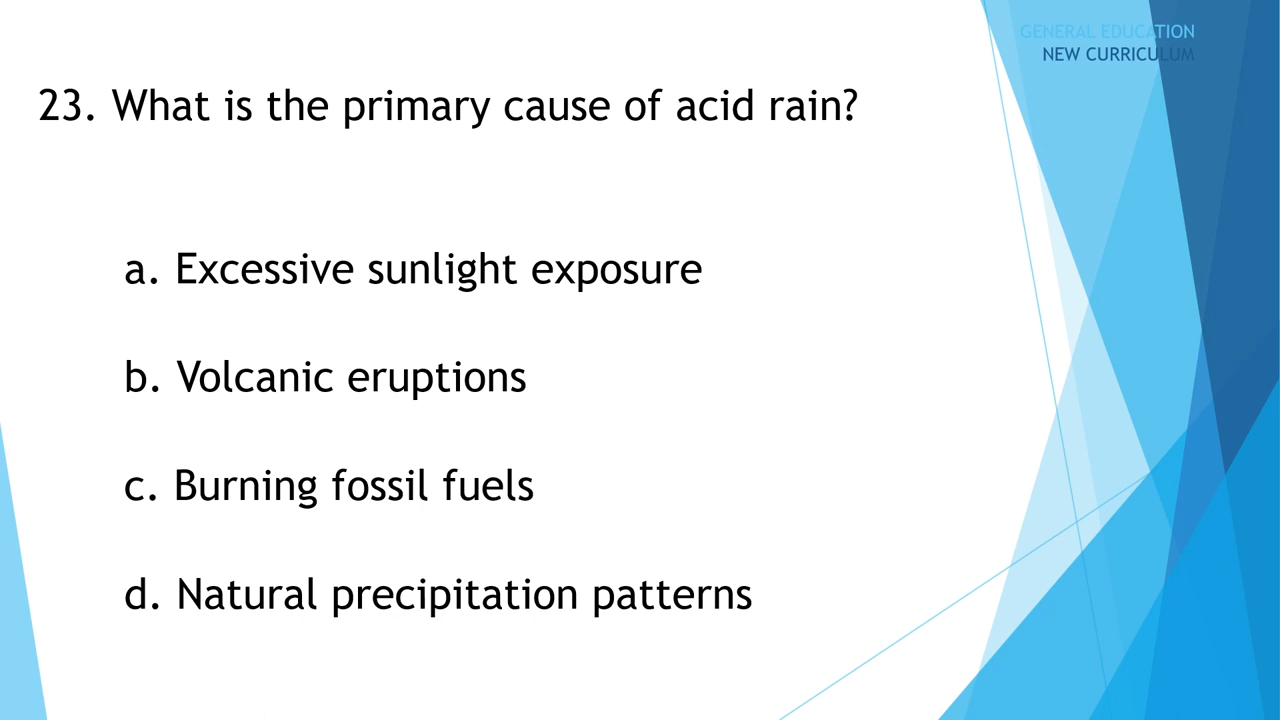 GENERAL EDUCATION
NEW CURRICULUM
23. What is the primary cause of acid rain?
a. Excessive sunlight exposure
b. Volcanic eruptions
c. Burning fossil fuels
d. Natural precipitation patterns